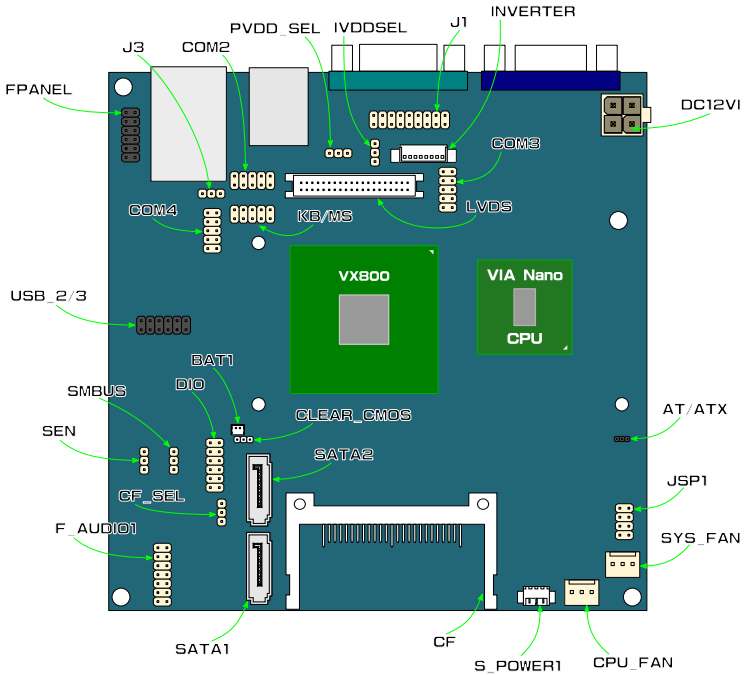 INVERTER
J1
IVDDSEL
PVDD_SEL
J3
COM2
FPANEL
DC12VI
COM3
COM4
KB/MS
LVDS
VX800
VIA Nano
CPU
USB_2/3
BAT1
DIO
SMBUS
CLEAR_CMOS
AT/ATX
SEN
SATA2
CF_SEL
JSP1
F_AUDIO1
SYS_FAN
SATA1
CF
S_POWER1
CPU_FAN